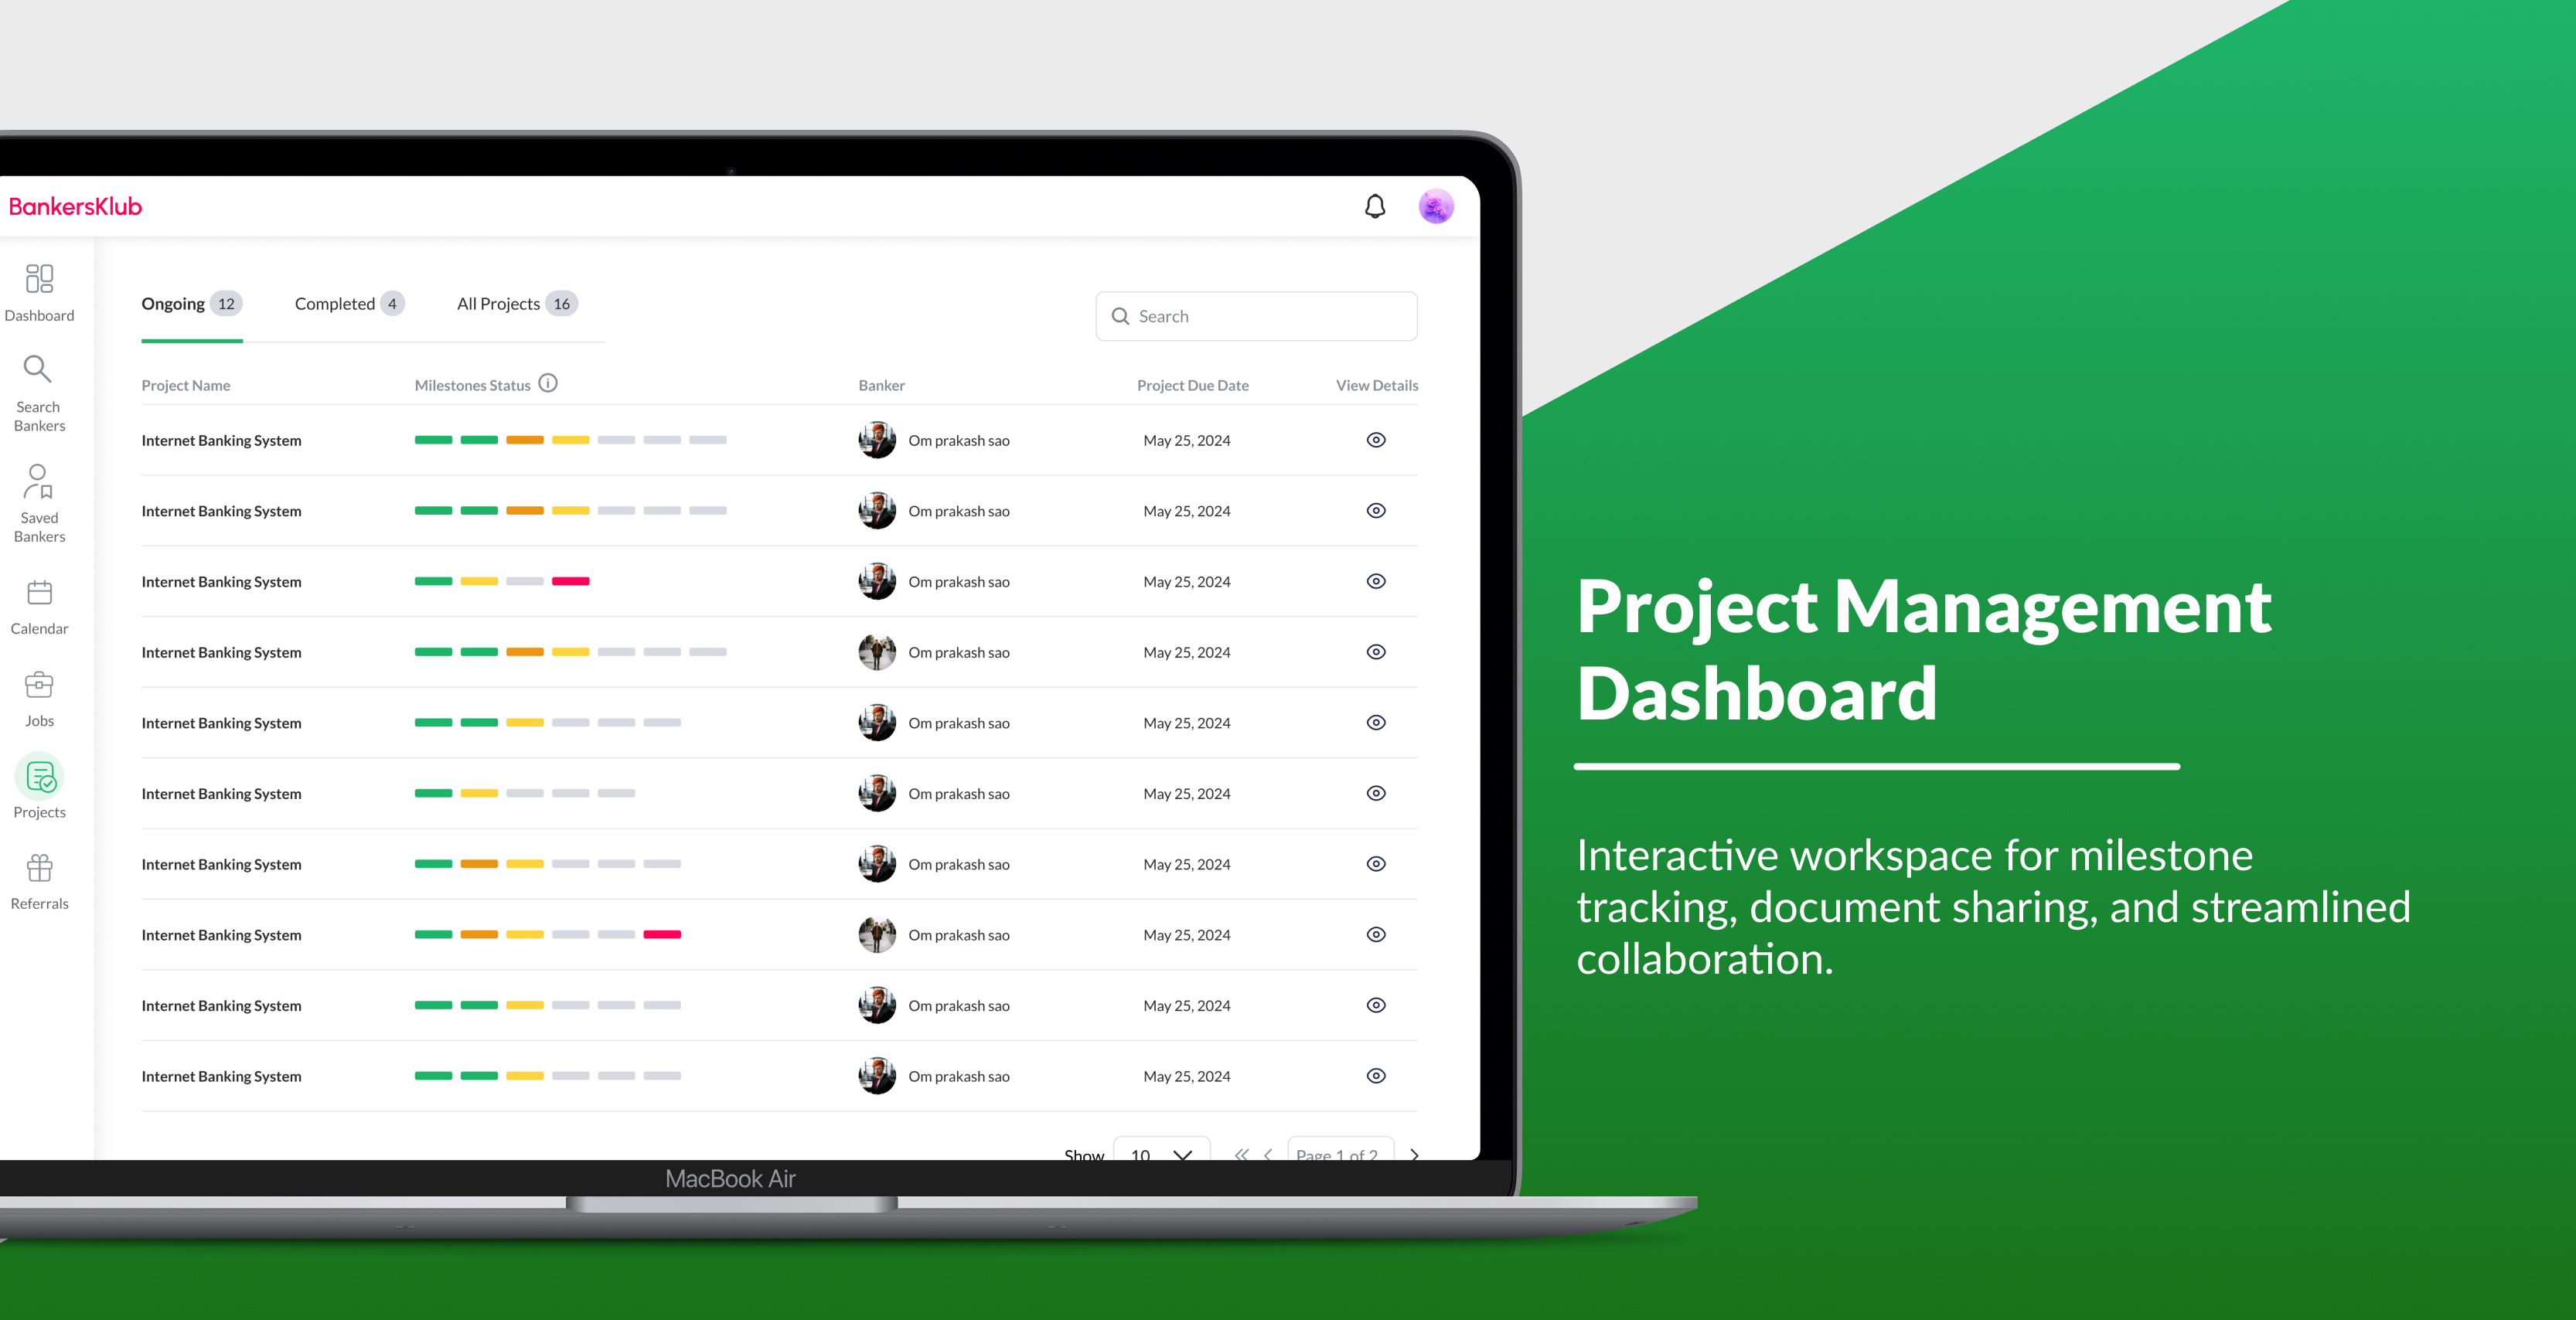 BankersKlub
Dashboard
Search
Bankers
Saved
Bankers
Calendar
Jobs
Projects
Referrals
Ongoing 12 Completed 4 All Projects 16
Search
Project Name Milestones Status i Banker Project Due Date View Details
Internet Banking System Om prakash sao May 25, 2024
Internet Banking System Om prakash sao May 25, 2024
Internet Banking System Om prakash sao May 25, 2024
Internet Banking System Om prakash sao May 25, 2024
Internet Banking System Om prakash sao May 25, 2024
Internet Banking System Om prakash sao May 25, 2024
Internet Banking System Om prakash sao May 25, 2024
Internet Banking System Om prakash sao May 25, 2024
Internet Banking System Om prakash sao May 25, 2024
Internet Banking System Om prakash sao May 25, 2024
Show 10 Page 1 of 2
MacBook Air
Project Management
Dashboard
Interactive workspace for milestone
tracking, document sharing, and streamlined
collaboration.